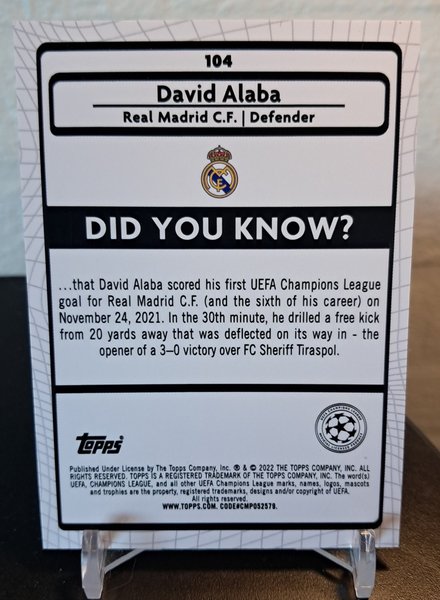 104
David Alaba
Real Madrid C.F. | Defender
DID YOU KNOW?
...that David Alaba scored his first UEFA Champions League
goal for Real Madrid C.F. (and the sixth of his career) on
November 24, 2021. In the 30th minute, he drilled a free kick
from 20 yards away that was deflected on its way in - the
opener of a 3–0 victory over FC Sheriff Tiraspol.
topps
Published Under License by The Topps Company, Inc. ® & © 2022 THE TOPPS COMPANY, INC. ALL
RIGHTS RESERVED. TOPPS IS A REGISTERED TRADEMARK OF THE TOPPS COMPANY, INC. The word(s)
UEFA, CHAMPIONS LEAGUE, and all other UEFA Champions League marks, names, logos, mascots
and trophies are the property, registered trademarks, designs and/or copyright of UEFA.
All rights reserved.
WWW.TOPPS.COM. CODE#CMP052579.